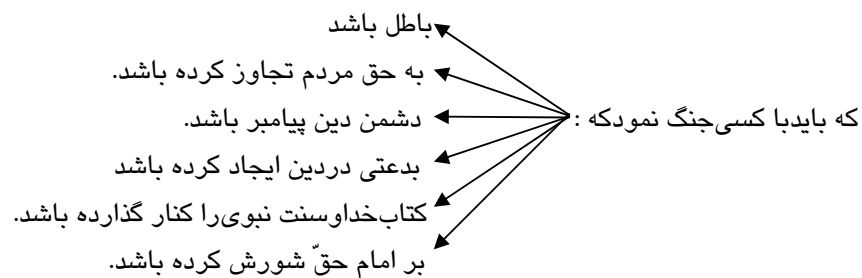 باطل باشد
به حق مردم تجاوز کرده باشد.
که بایدبا کسی‌جنگ نمودکه :
دشمن دین پیامبر باشد.
بدعتی دردین ایجاد کرده باشد
کتاب‌خداوسنت نبوی‌را کنار گذارده باشد.
بر امام حقّ شورش کرده باشد.